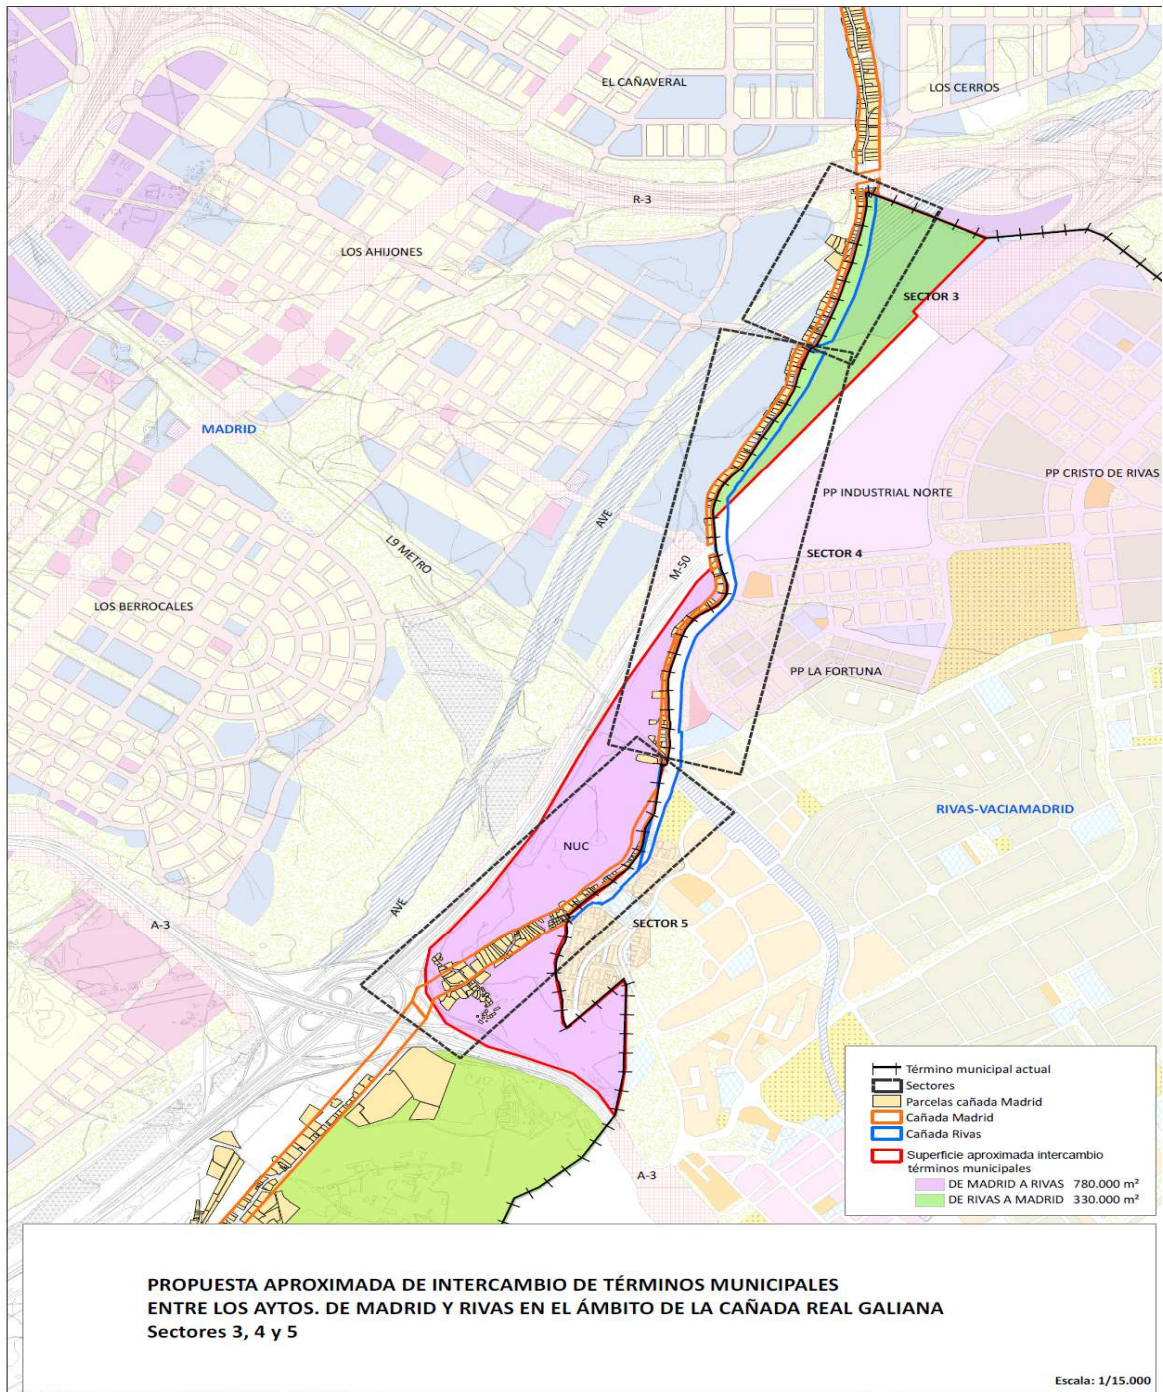 EL CAÑAVERAL
LOS CERROS
R-3
LOS AHIJONES
SECTOR 3
MADRID
PP CRISTO DE RIVAS
PP INDUSTRIAL NORTE
AVE
L9 METRO
M-50
SECTOR 4
LOS BERROCALES
PP LA FORTUNA
RIVAS-VACIAMADRID
NUC
AVE
A-3
SECTOR 5
A-3
Término municipal actual
Sectores
Parcelas cañada Madrid
Cañada Madrid
Cañada Rivas
Superficie aproximada intercambio
términos municipales
DE MADRID A RIVAS 780.000 m²
DE RIVAS A MADRID 330.000 m²
PROPUESTA APROXIMADA DE INTERCAMBIO DE TÉRMINOS MUNICIPALES
ENTRE LOS AYTOS. DE MADRID Y RIVAS EN EL ÁMBITO DE LA CAÑADA REAL GALIANA
Sectores 3, 4 y 5
Escala: 1/15.000